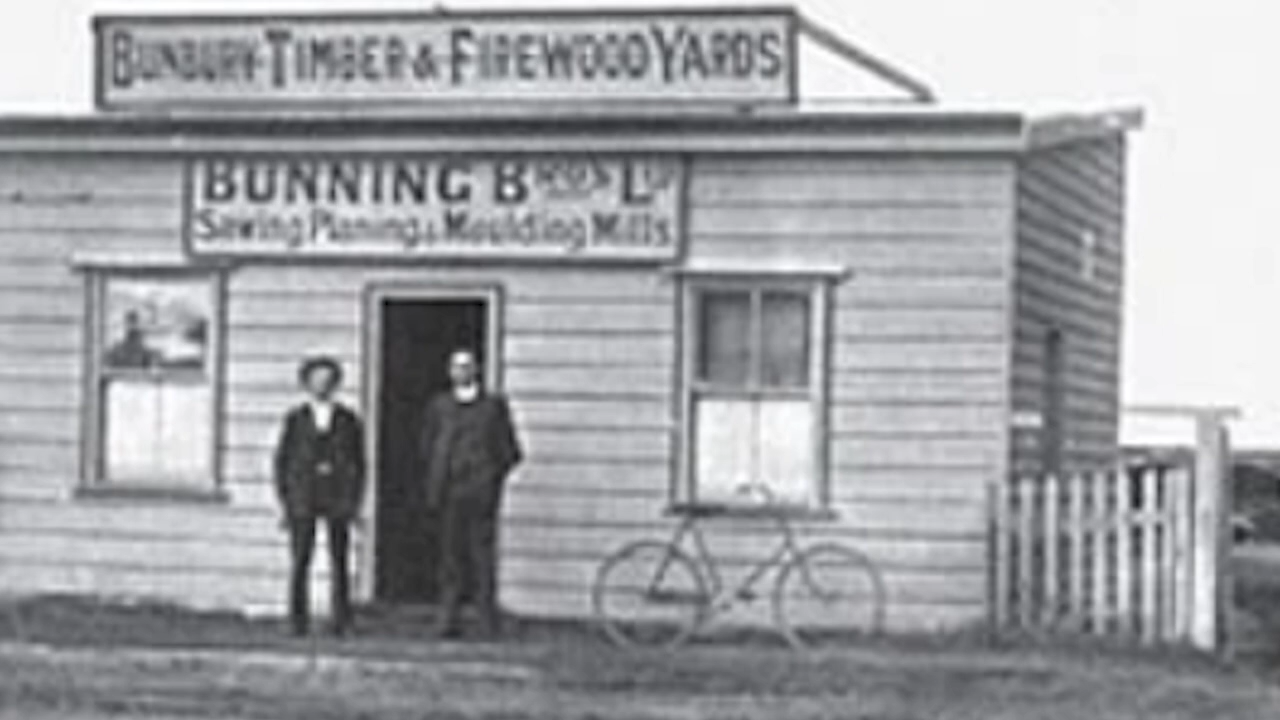 BUNBURY TIMBER & FIREWOOD YARDS
BUNNING BROS LTD
Sawing Planing & Moulding Mills